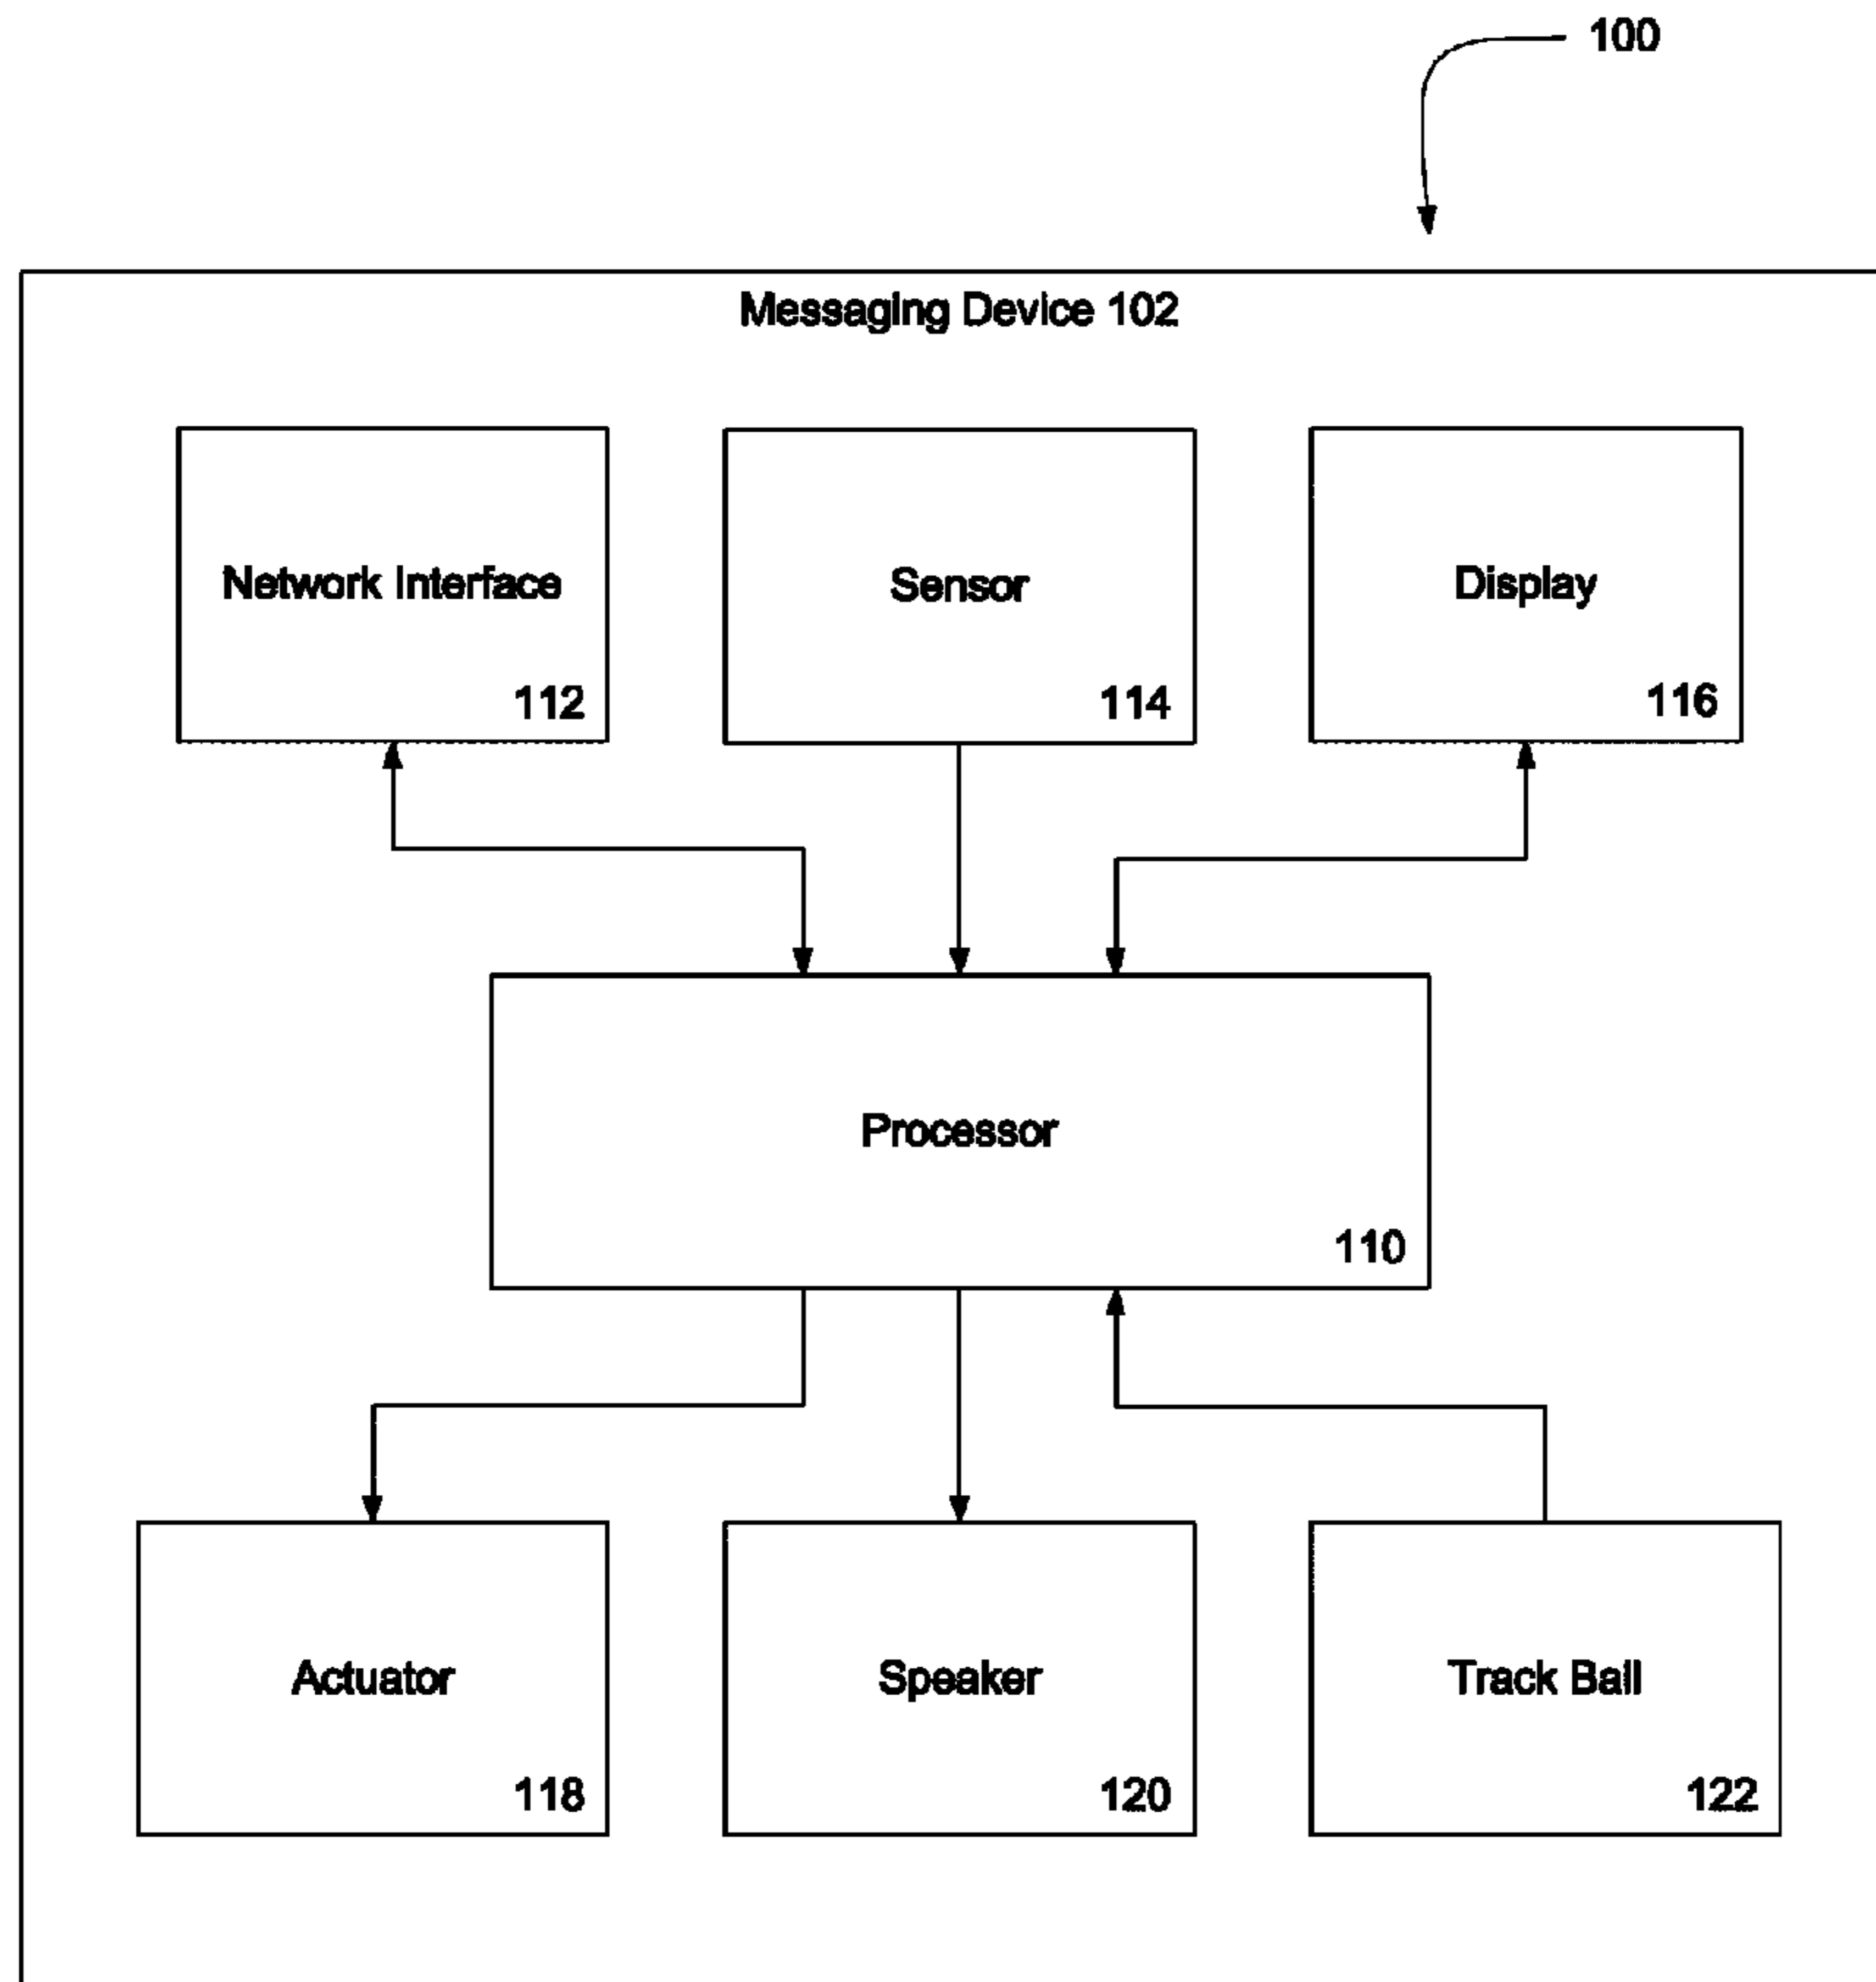 100
Messaging Device 102
Network Interface
112
Sensor
114
Display
116
Processor
110
Actuator
118
Speaker
120
Track Ball
122